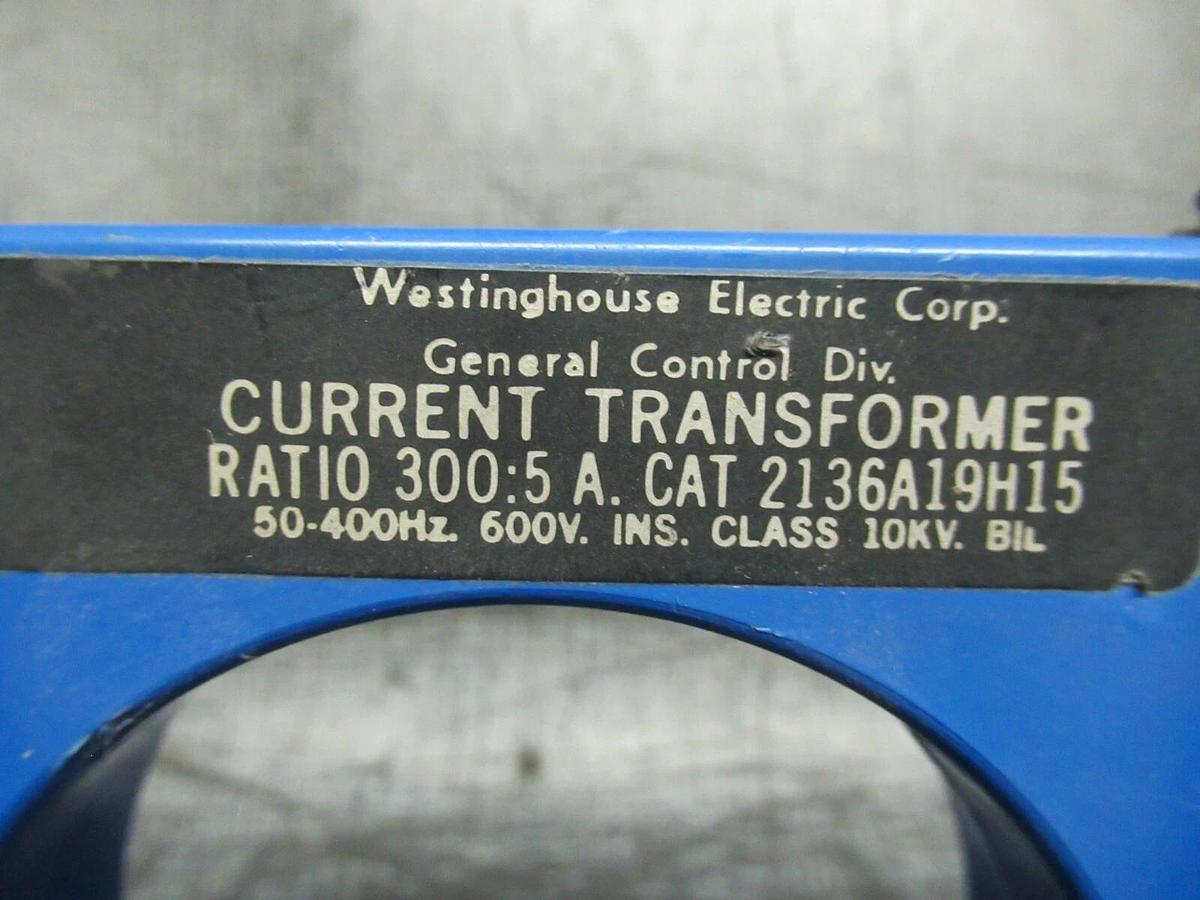 Westinghouse Electric Corp.
General Control Div.
CURRENT TRANSFORMER
RATIO 300:5 A. CAT 2136A19H15
50-400Hz. 600V. INS. CLASS 10KV. BIL